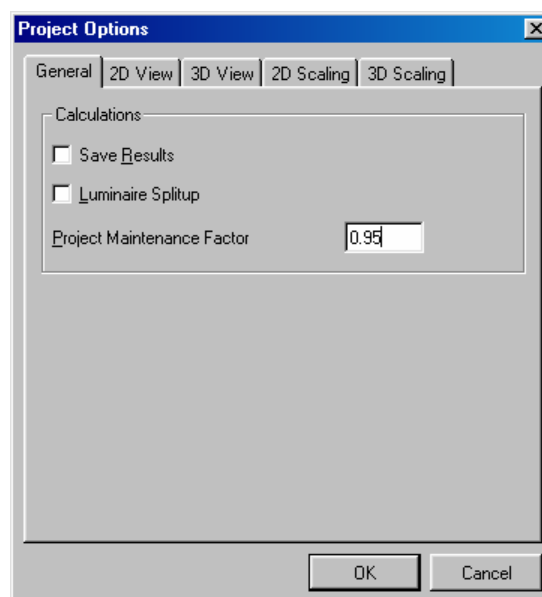 Project Options
General 2D View 3D View 2D Scaling 3D Scaling
Calculations
Save Results
Luminaire Splitup
Project Maintenance Factor 0.95
OK Cancel